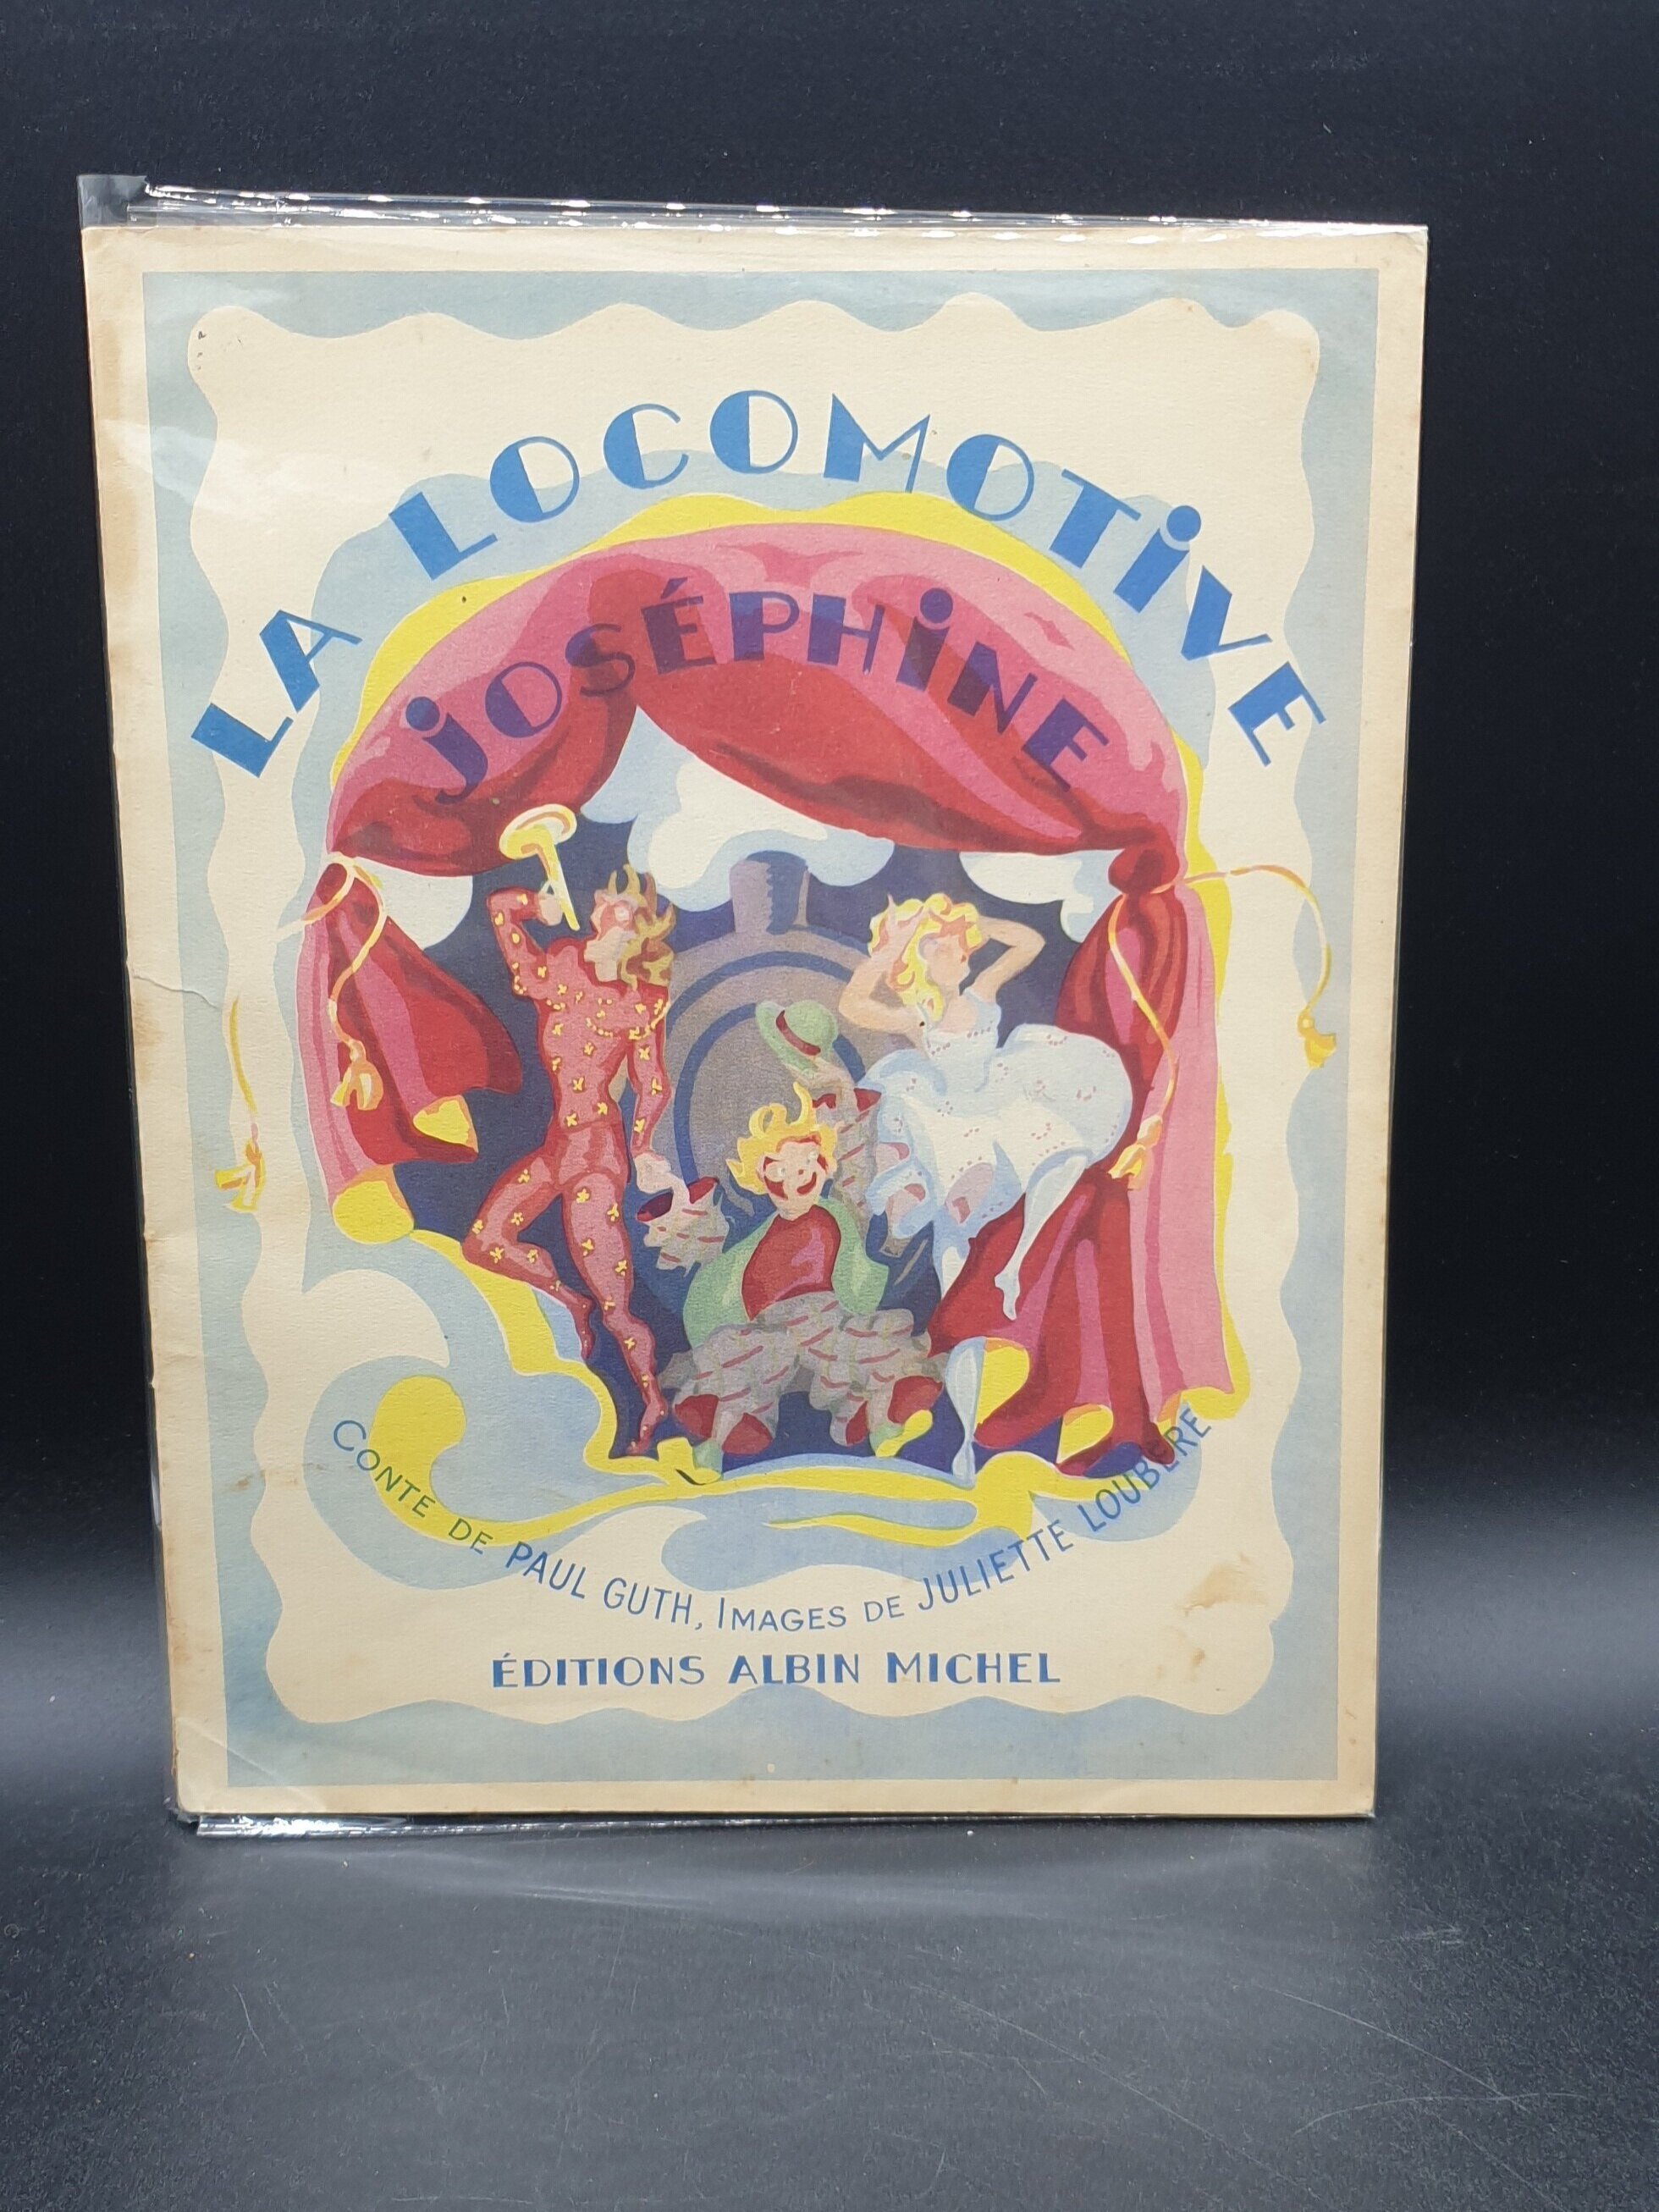 LA LOCOMOTiVE
jOSÉPHiNE
CONTE DE PAUL GUTH, IMAGES DE JULIETTE LOUBÈRE
ÉDITIONS ALBIN MICHEL